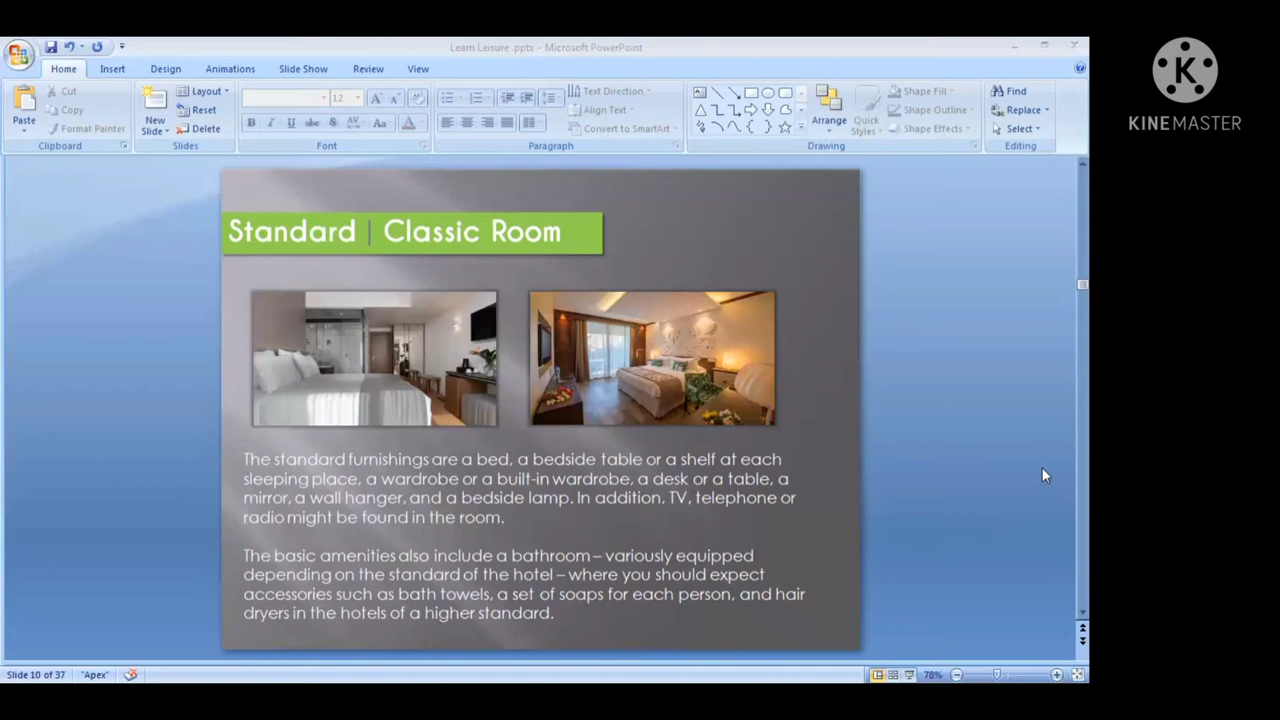 Learn Leisure .pptx - Microsoft PowerPoint
Home Insert Design Animations Slide Show Review View
Paste
Cut
Copy
Format Painter
Clipboard
New Slide
Layout
Reset
Delete
Slides
12
B I U abc S AV Aa A
Font
Text Direction
Align Text
Convert to SmartArt
Paragraph
Arrange
Quick Styles
Shape Fill
Shape Outline
Shape Effects
Drawing
Find
Replace
Select
Editing
K
KINEMASTER
Standard | Classic Room
The standard furnishings are a bed, a bedside table or a shelf at each
sleeping place, a wardrobe or a built-in wardrobe, a desk or a table, a
mirror, a wall hanger, and a bedside lamp. In addition, TV, telephone or
radio might be found in the room.
The basic amenities also include a bathroom – variously equipped
depending on the standard of the hotel – where you should expect
accessories such as bath towels, a set of soaps for each person, and hair
dryers in the hotels of a higher standard.
Slide 10 of 37 "Apex" 78%